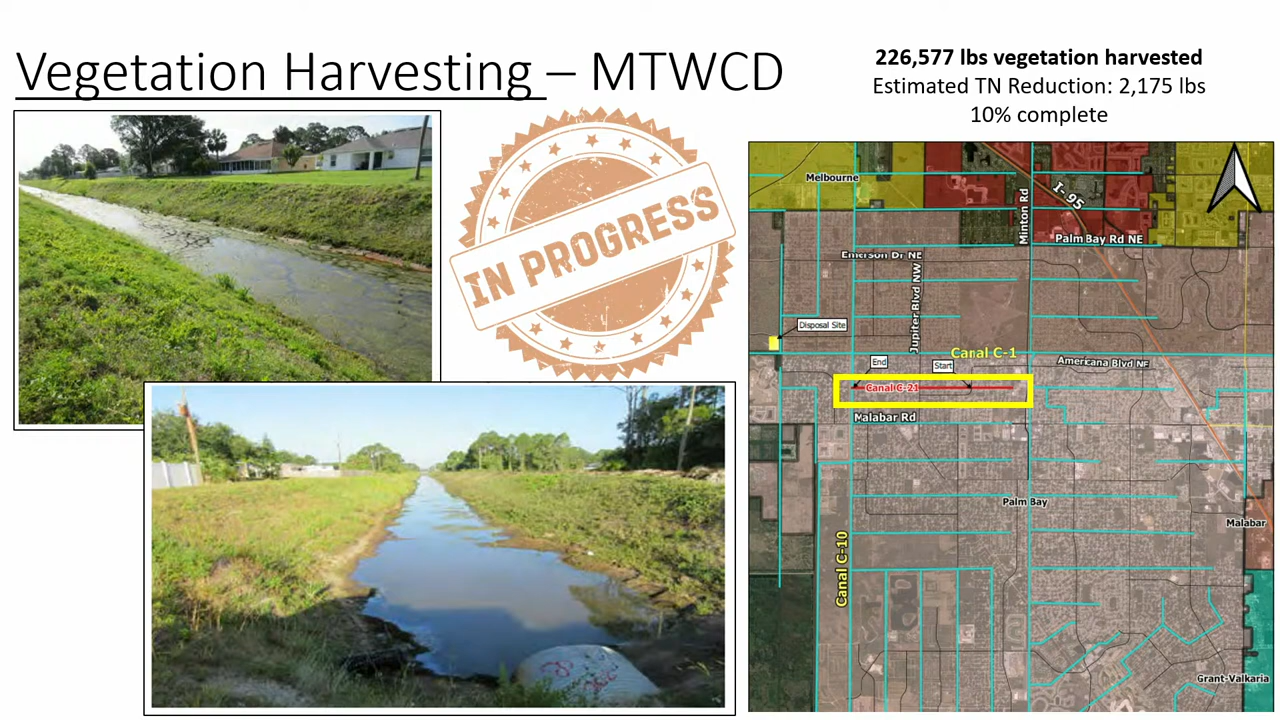 Vegetation Harvesting – MTWCD
226,577 lbs vegetation harvested
Estimated TN Reduction: 2,175 lbs
10% complete
IN PROGRESS
Melbourne
I-95
Minton Rd
Palm Bay Rd NE
Emerson Dr NE
Jupiter Blvd NW
Disposal Site
Canal C-1
End
Start
Americana Blvd NE
Canal C-21
Malabar Rd
Palm Bay
Malabar
Canal C-10
Grant-Valkaria